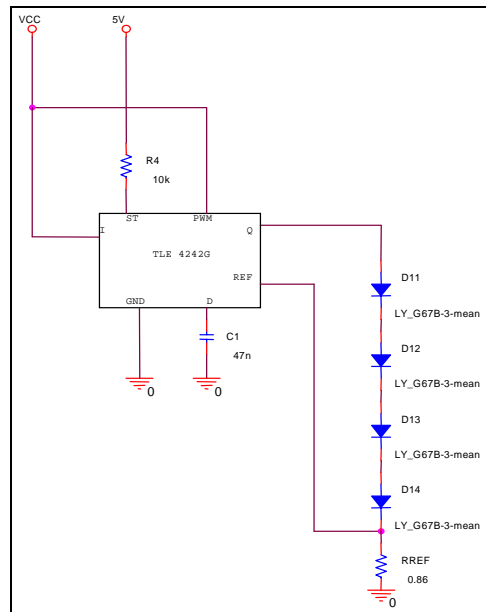 VCC
5V
R4
10k
ST
PWM
I
Q
TLE 4242G
REF
GND
D
C1
47n
0
0
D11
LY_G67B-3-mean
D12
LY_G67B-3-mean
D13
LY_G67B-3-mean
D14
LY_G67B-3-mean
RREF
0.86
0